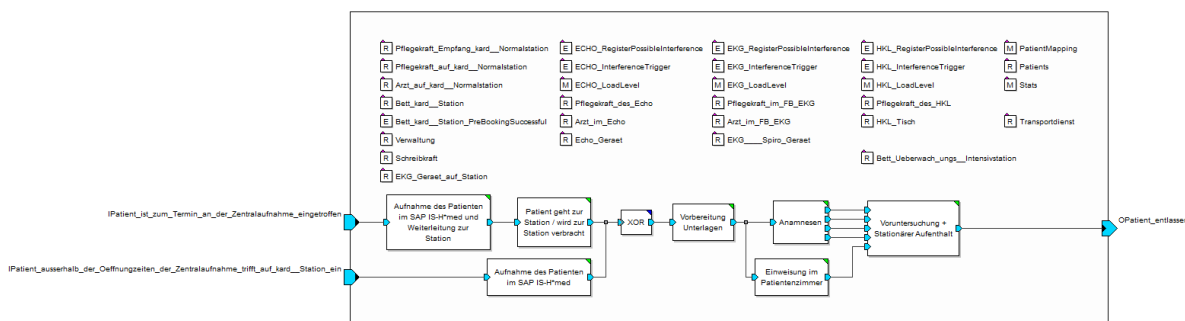 R Pflegekraft_Empfang_kard__Normalstation
E ECHO_RegisterPossibleInterference
E EKG_RegisterPossibleInterference
E HKL_RegisterPossibleInterference
M PatientMapping
R Pflegekraft_auf_kard__Normalstation
E ECHO_InterferenceTrigger
E EKG_InterferenceTrigger
E HKL_InterferenceTrigger
R Patients
R Arzt_auf_kard__Normalstation
M ECHO_LoadLevel
M EKG_LoadLevel
M HKL_LoadLevel
M Stats
R Bett_kard__Station
R Pflegekraft_des_Echo
R Pflegekraft_im_FB_EKG
R Pflegekraft_des_HKL
E Bett_kard__Station_PreBookingSuccessful
R Arzt_im_Echo
R Arzt_im_FB_EKG
R HKL_Tisch
R Transportdienst
R Verwaltung
R Echo_Geraet
R EKG____Spiro_Geraet
R Schreibkraft
R Bett_Ueberwach_ungs__Intensivstation
R EKG_Geraet_auf_Station
IPatient_ist_zum_Termin_an_der_Zentralaufnahme_eingetroffen
Aufnahme des Patienten
im SAP IS-H*med und
Weiterleitung zur
Station
Patient geht zur
Station / wird zur
Station verbracht
XOR
Vorbereitung
Unterlagen
Anamnesen
Voruntersuchung +
Stationärer Aufenthalt
OPatient_entlassen
IPatient_ausserhalb_der_Oeffnungzeiten_der_Zentralaufnahme_trifft_auf_kard__Station_ein
Aufnahme des Patienten
im SAP IS-H*med
Einweisung im
Patientenzimmer